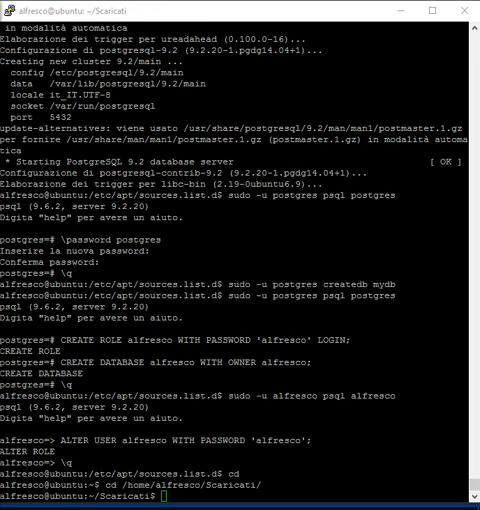 alfresco@ubuntu: ~/Scaricati
in modalità automatica
Elaborazione dei trigger per ureadahead (0.100.0-16)...
Configurazione di postgresql-9.2 (9.2.20-1.pgdg14.04+1)...
Creating new cluster 9.2/main ...
config /etc/postgresql/9.2/main
data /var/lib/postgresql/9.2/main
locale it_IT.UTF-8
socket /var/run/postgresql
port 5432
update-alternatives: viene usato /usr/share/postgresql/9.2/man/man1/postmaster.1.gz
per fornire /usr/share/man/man1/postmaster.1.gz (postmaster.1.gz) in modalità automa
tica
* Starting PostgreSQL 9.2 database server [ OK ]
Configurazione di postgresql-contrib-9.2 (9.2.20-1.pgdg14.04+1)...
Elaborazione dei trigger per libc-bin (2.19-0ubuntu6.9)...
alfresco@ubuntu:/etc/apt/sources.list.d$ sudo -u postgres psql postgres
psql (9.6.2, server 9.2.20)
Digita "help" per avere un aiuto.
postgres=# \password postgres
Inserire la nuova password:
Conferma password:
postgres=# \q
alfresco@ubuntu:/etc/apt/sources.list.d$ sudo -u postgres createdb mydb
alfresco@ubuntu:/etc/apt/sources.list.d$ sudo -u postgres psql postgres
psql (9.6.2, server 9.2.20)
Digita "help" per avere un aiuto.
postgres=# CREATE ROLE alfresco WITH PASSWORD 'alfresco' LOGIN;
CREATE ROLE
postgres=# CREATE DATABASE alfresco WITH OWNER alfresco;
CREATE DATABASE
postgres=# \q
alfresco@ubuntu:/etc/apt/sources.list.d$ sudo -u alfresco psql alfresco
psql (9.6.2, server 9.2.20)
Digita "help" per avere un aiuto.
alfresco=> ALTER USER alfresco WITH PASSWORD 'alfresco';
ALTER ROLE
alfresco=> \q
alfresco@ubuntu:/etc/apt/sources.list.d$ cd
alfresco@ubuntu:~$ cd /home/alfresco/Scaricati/
alfresco@ubuntu:~/Scaricati$